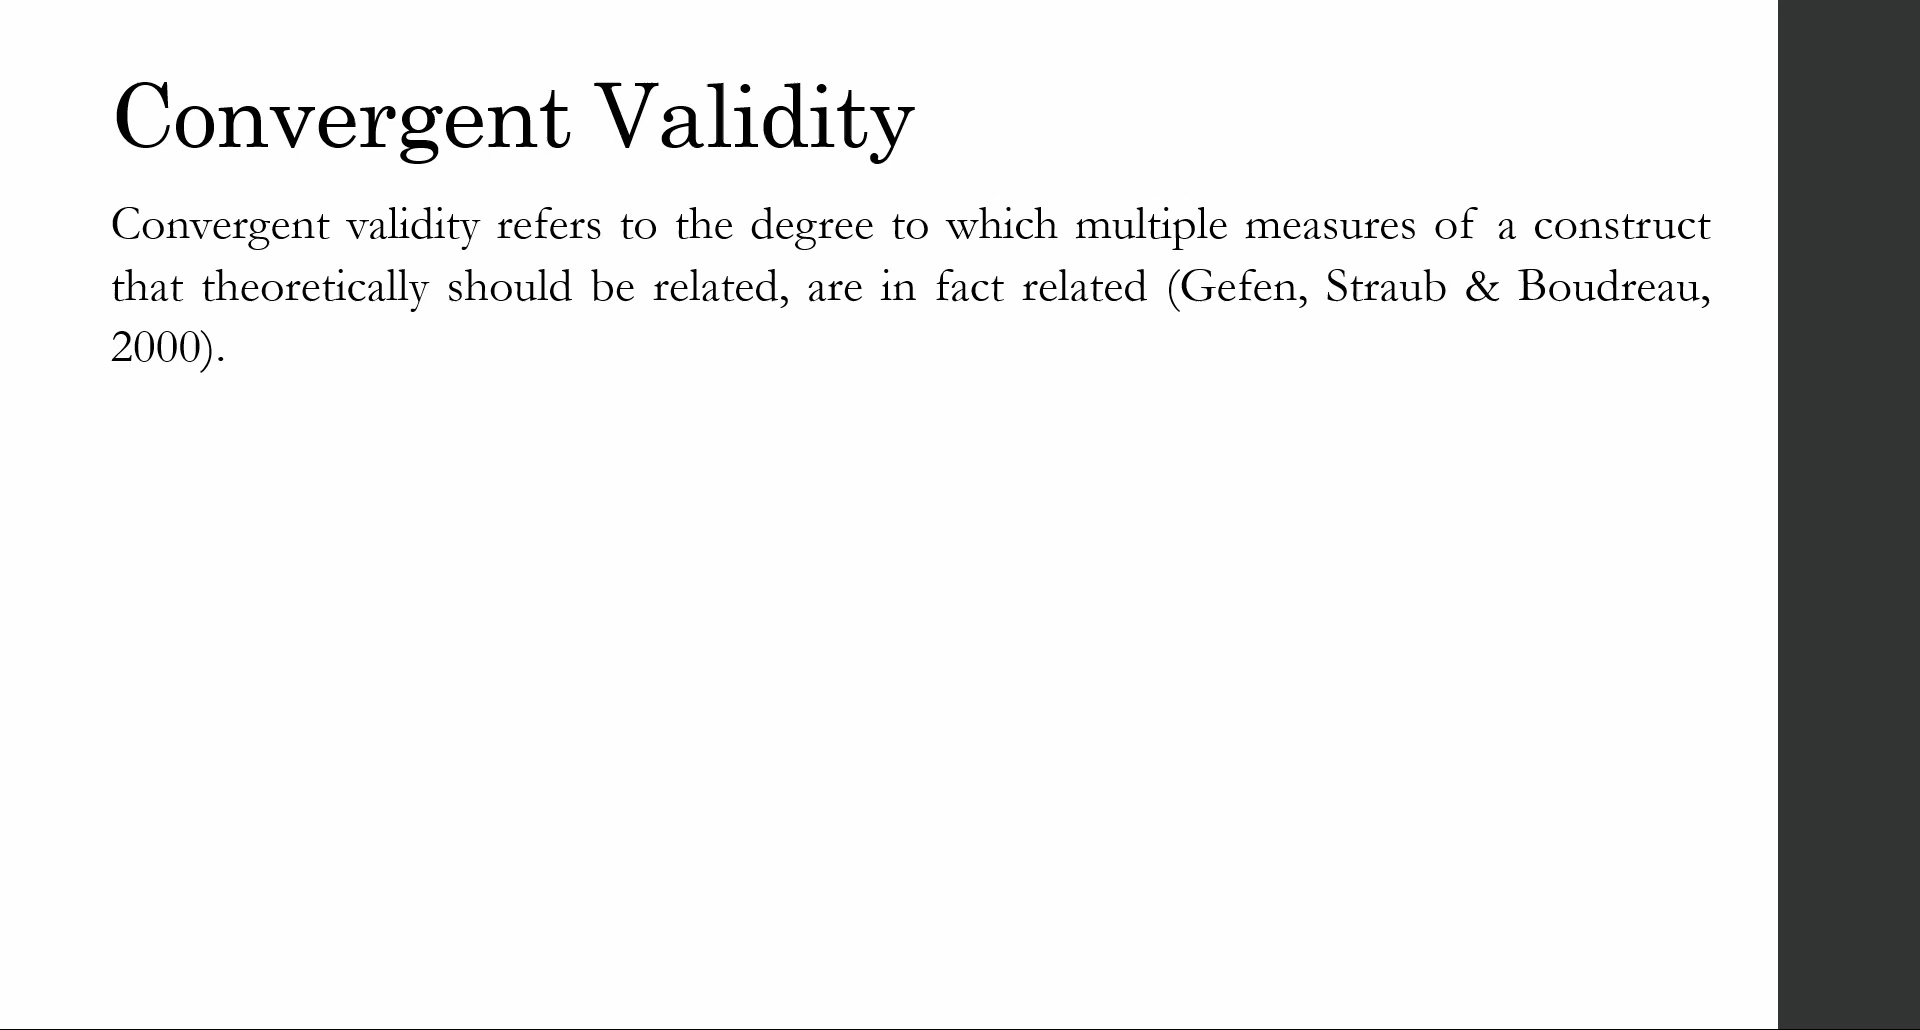 Convergent Validity
Convergent validity refers to the degree to which multiple measures of a construct
that theoretically should be related, are in fact related (Gefen, Straub & Boudreau,
2000).